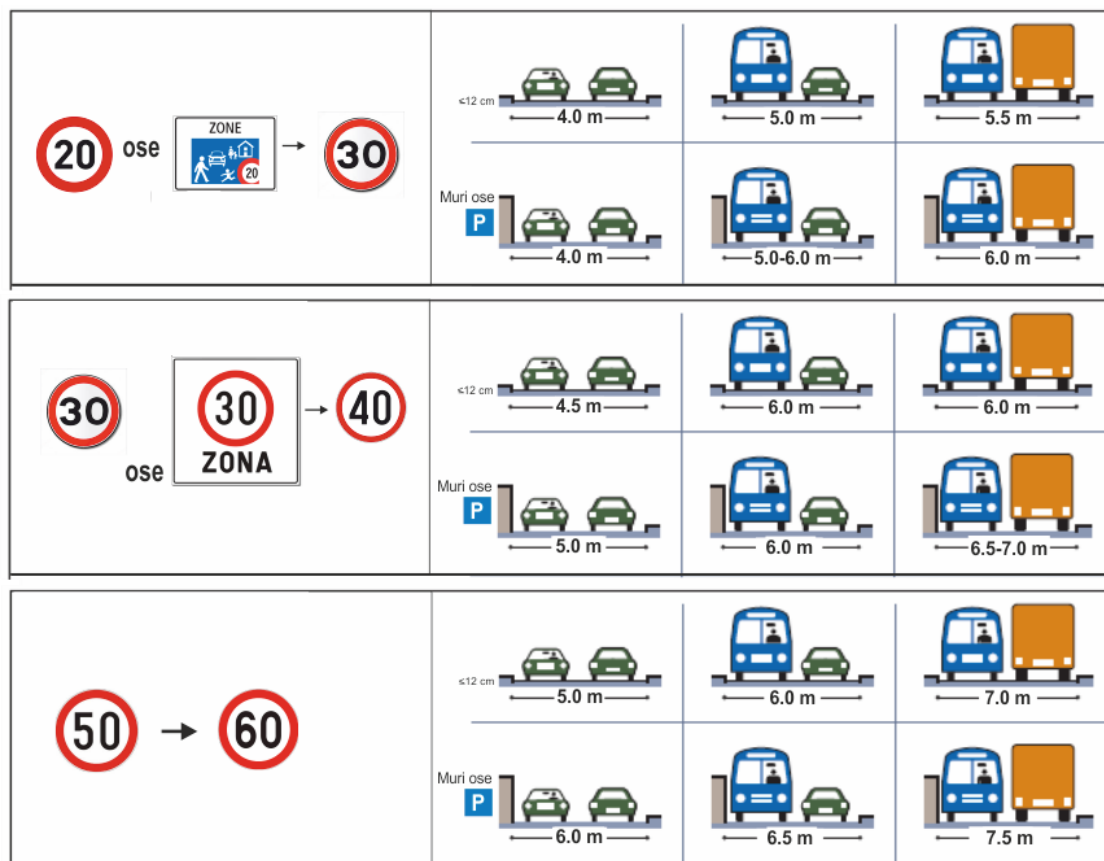 20 ose ZONE 20 → 30
≤12 cm
4.0 m 5.0 m 5.5 m
Muri ose
P
4.0 m 5.0-6.0 m 6.0 m
30 ose 30 ZONA → 40
≤12 cm
4.5 m 6.0 m 6.0 m
Muri ose
P
5.0 m 6.0 m 6.5-7.0 m
50 → 60
≤12 cm
5.0 m 6.0 m 7.0 m
Muri ose
P
6.0 m 6.5 m 7.5 m